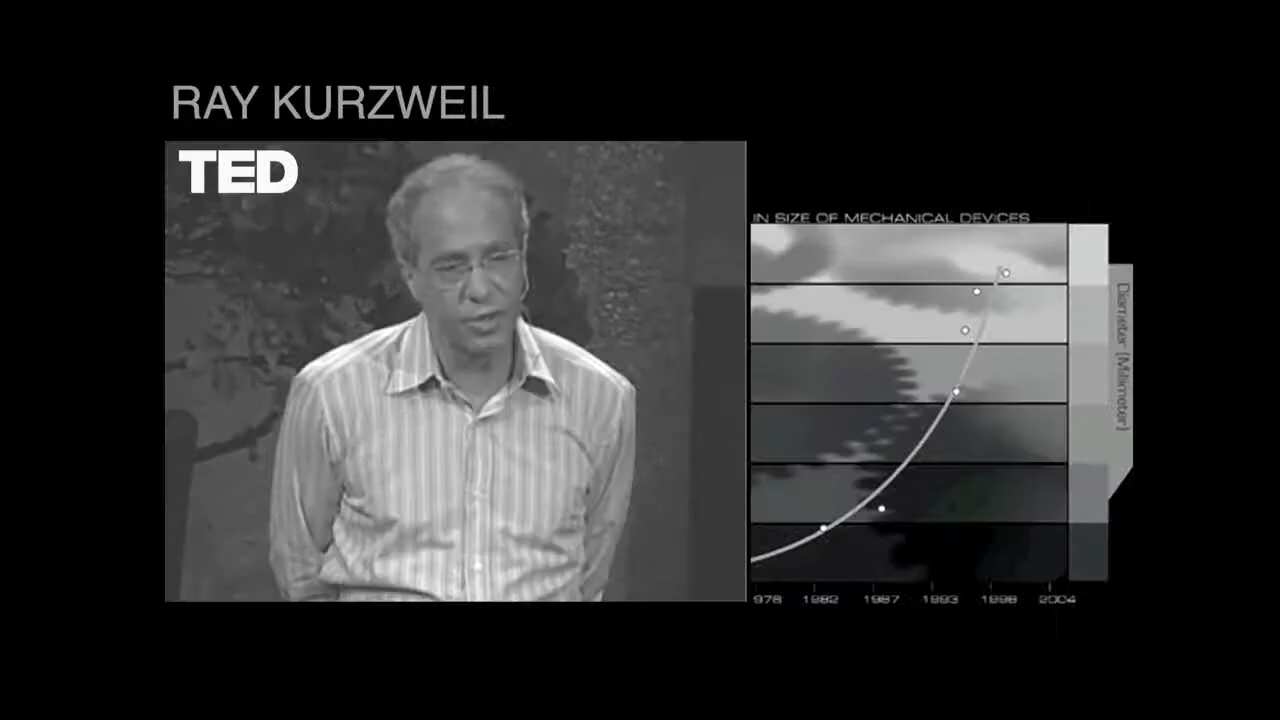 RAY KURZWEIL
TED
IN SIZE OF MECHANICAL DEVICES
Diameter (Millimeter)
978 1982 1987 1993 1998 2004